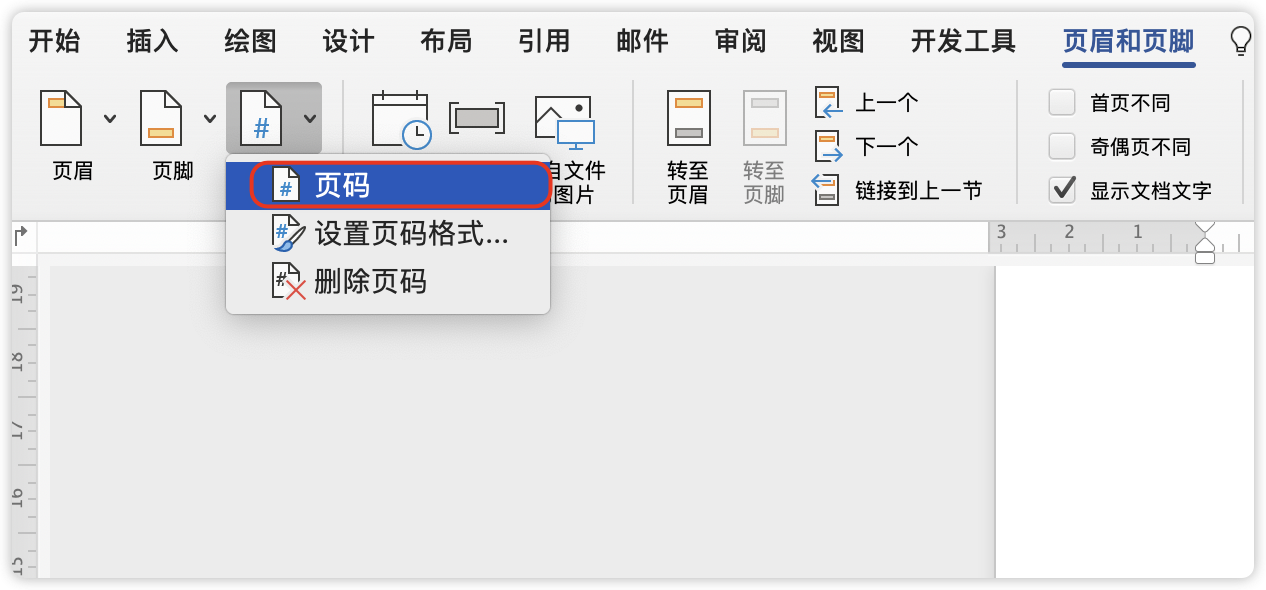 开始 插入 绘图 设计 布局 引用 邮件 审阅 视图 开发工具 页眉和页脚
页眉 页脚 # 自文件 转至 转至 上一个 首页不同
图片 页眉 页脚 下一个 奇偶页不同
链接到上一节 显示文档文字
# 页码
# 设置页码格式...
# 删除页码
3 2 1
19
18
17
16
15